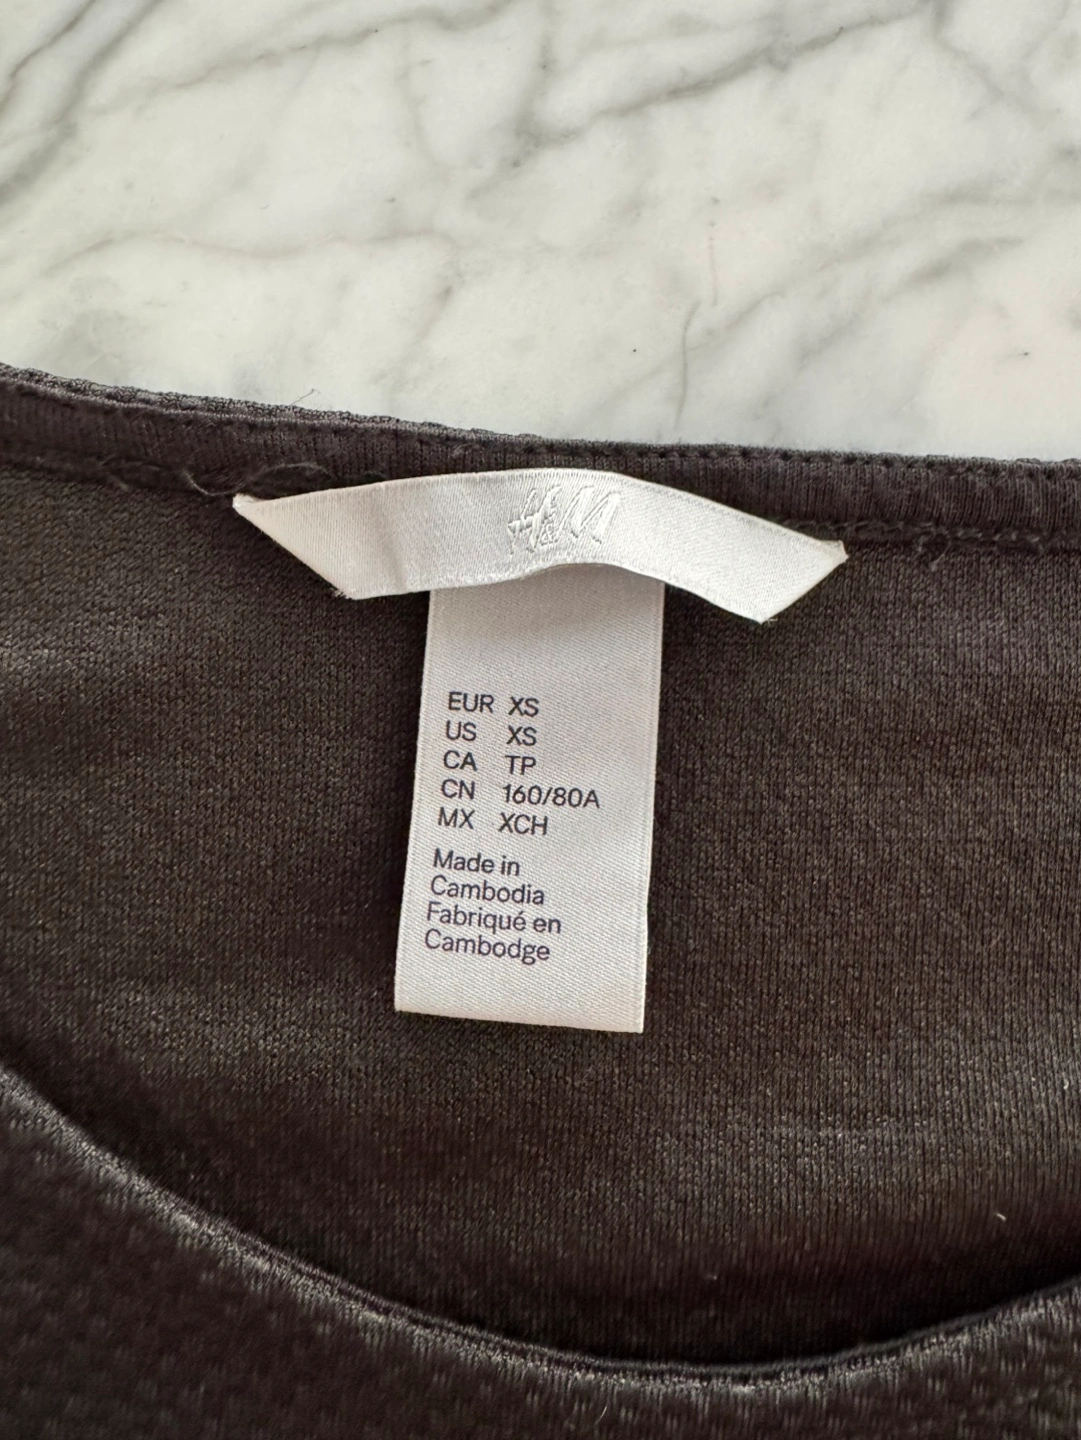 H&M
EUR XS
US XS
CA TP
CN 160/80A
MX XCH
Made in
Cambodia
Fabriqué en
Cambodge